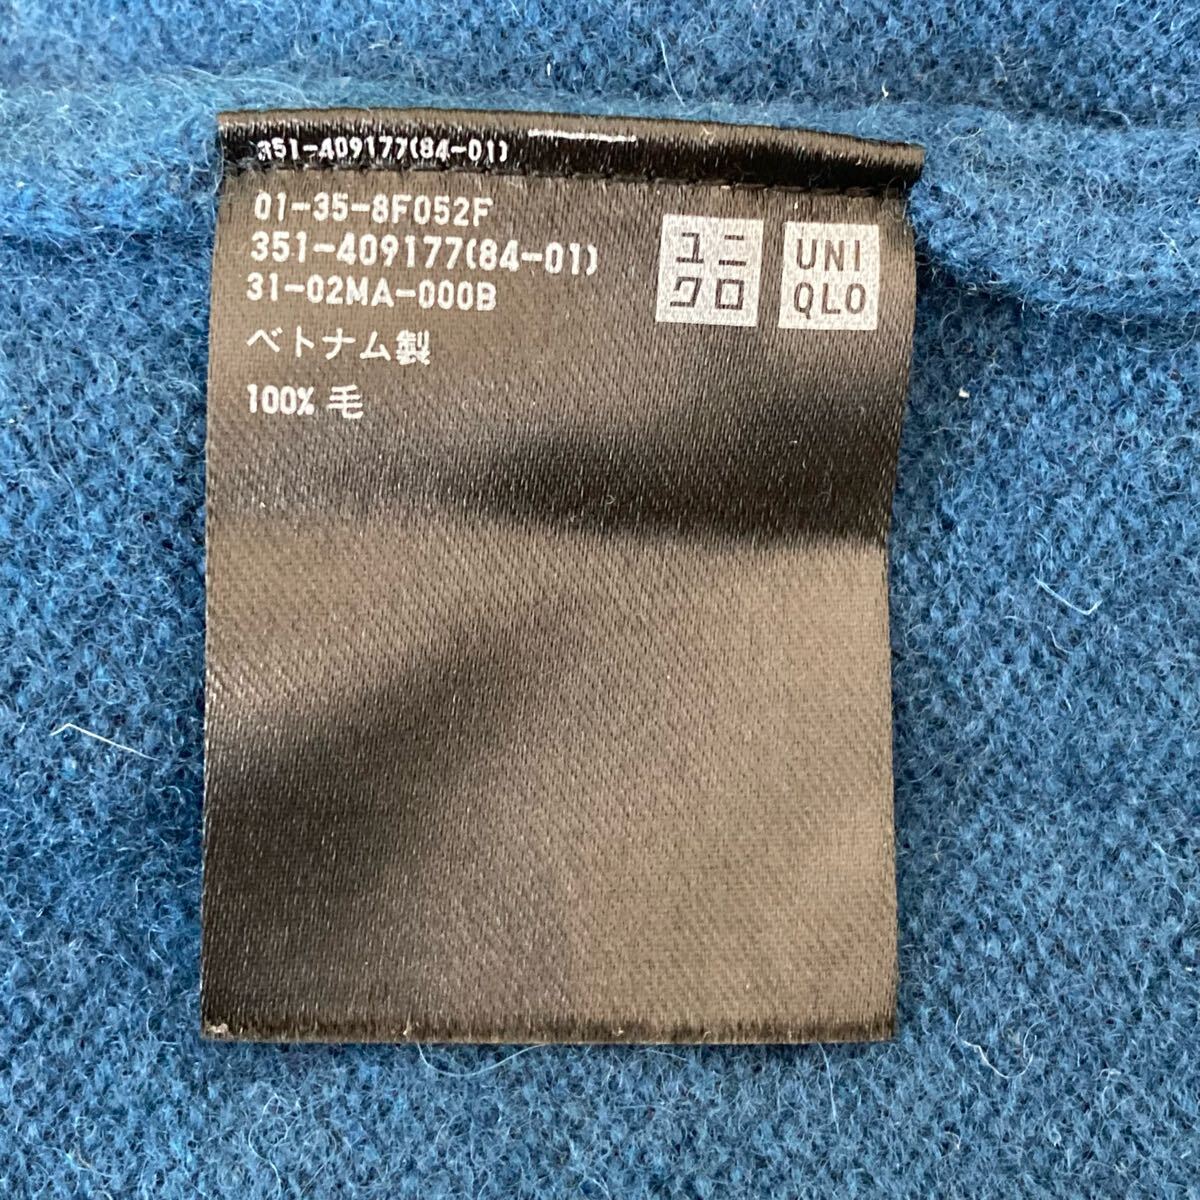 351-409177(84-01)
01-35-8F052F
351-409177(84-01)
31-02MA-000B
ベトナム製
100% 毛
ユニ
クロ
UNI
QLO